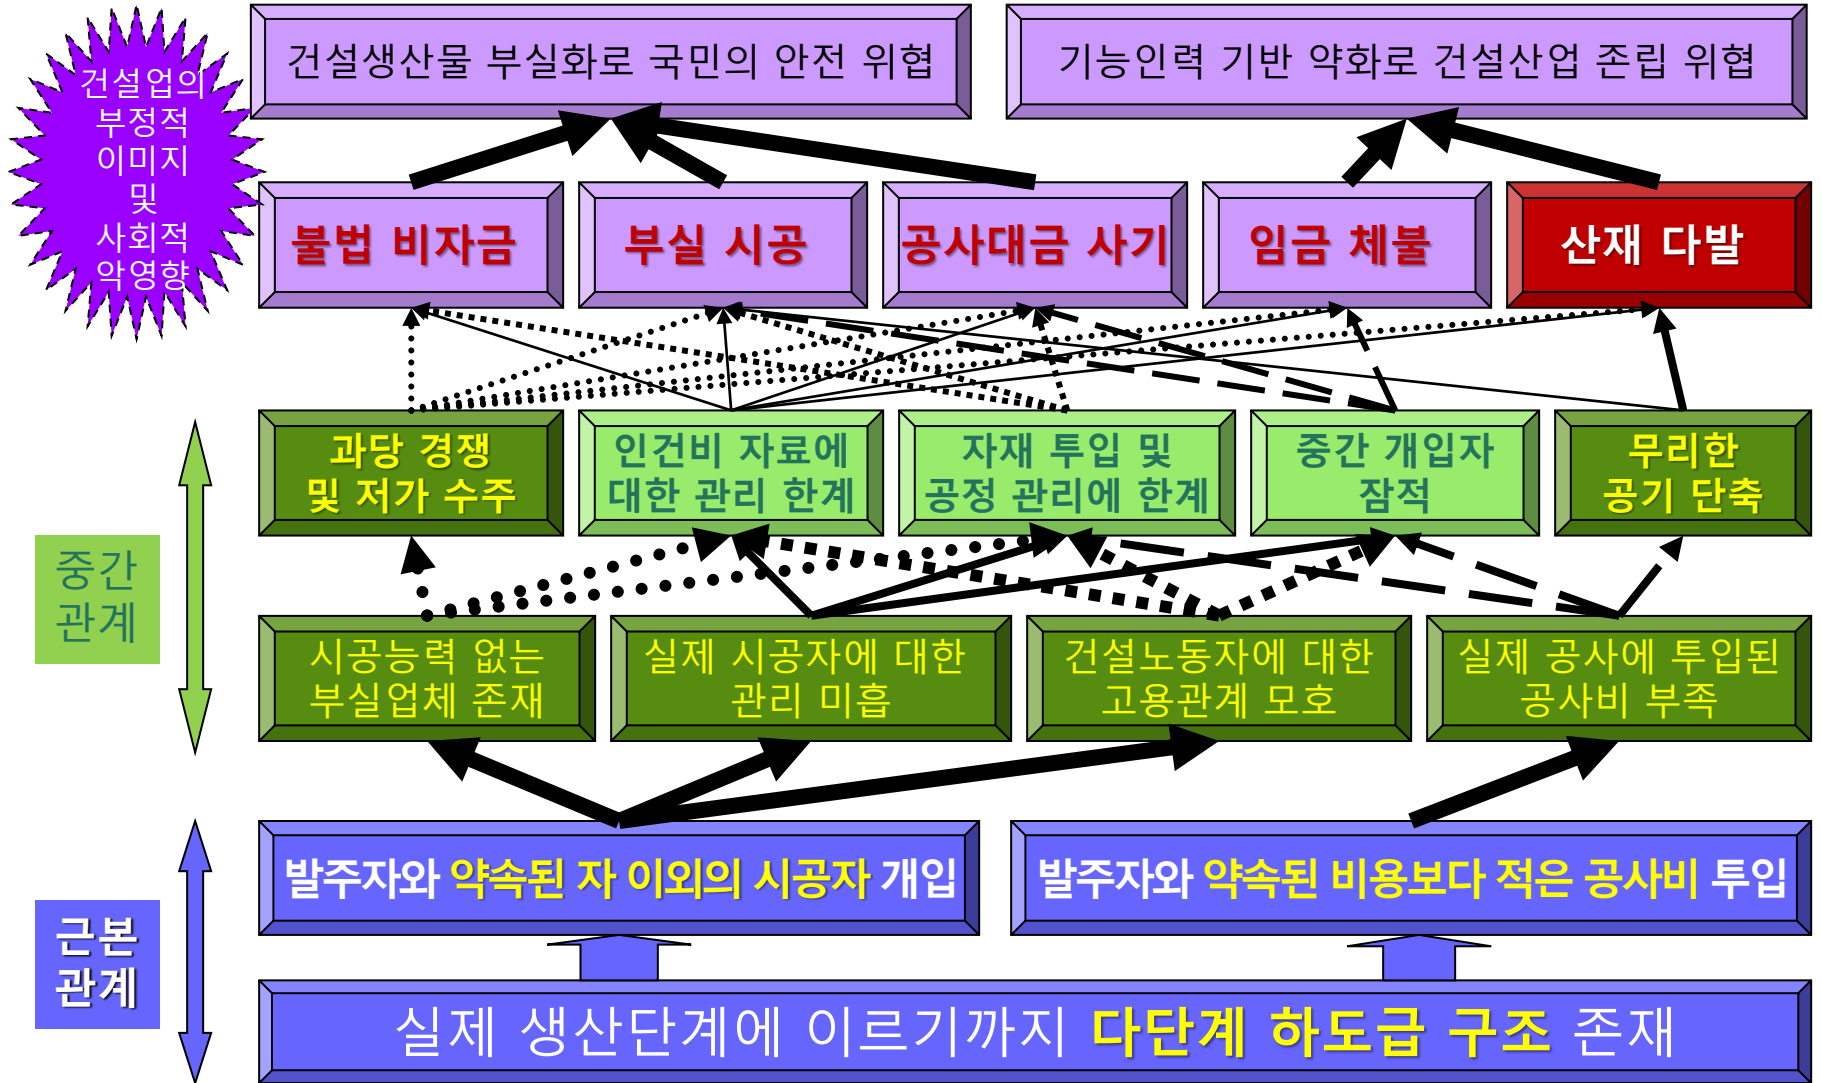 건설업의
부정적
이미지
및
사회적
악영향
건설생산물 부실화로 국민의 안전 위협
기능인력 기반 약화로 건설산업 존립 위협
불법 비자금
부실 시공
공사대금 사기
임금 체불
산재 다발
과당 경쟁
및 저가 수주
인건비 자료에
대한 관리 한계
자재 투입 및
공정 관리에 한계
중간 개입자
잠적
무리한
공기 단축
중간
관계
시공능력 없는
부실업체 존재
실제 시공자에 대한
관리 미흡
건설노동자에 대한
고용관계 모호
실제 공사에 투입된
공사비 부족
근본
관계
발주자와 약속된 자 이외의 시공자 개입
발주자와 약속된 비용보다 적은 공사비 투입
실제 생산단계에 이르기까지 다단계 하도급 구조 존재